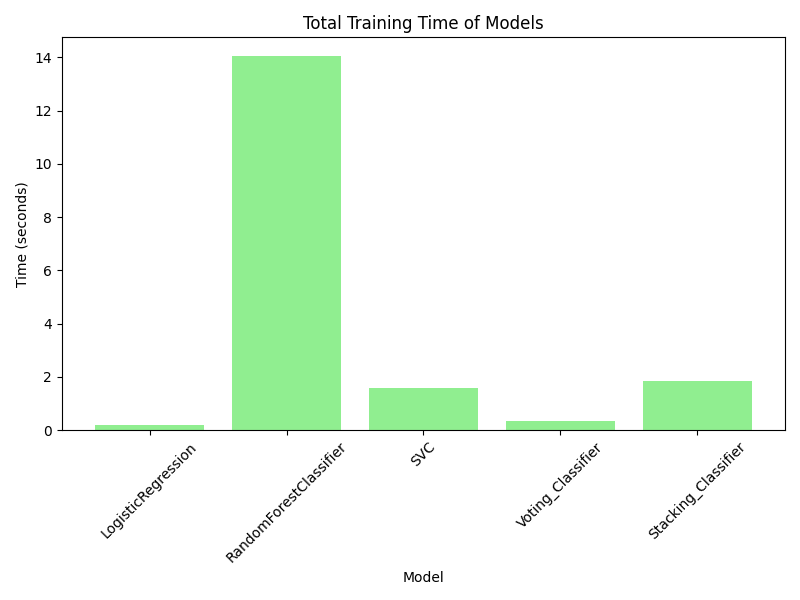 Total Training Time of Models
Time (seconds)
14
12
10
8
6
4
2
0
LogisticRegression
RandomForestClassifier
SVC
Voting_Classifier
Stacking_Classifier
Model